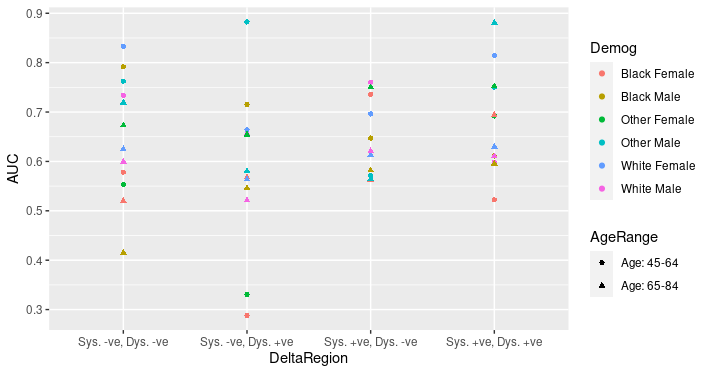 0.9
0.8
0.7
0.6
0.5
0.4
0.3
AUC
Sys. -ve, Dys. -ve
Sys. -ve, Dys. +ve
Sys. +ve, Dys. -ve
Sys. +ve, Dys. +ve
DeltaRegion
Demog
Black Female
Black Male
Other Female
Other Male
White Female
White Male
AgeRange
Age: 45-64
Age: 65-84